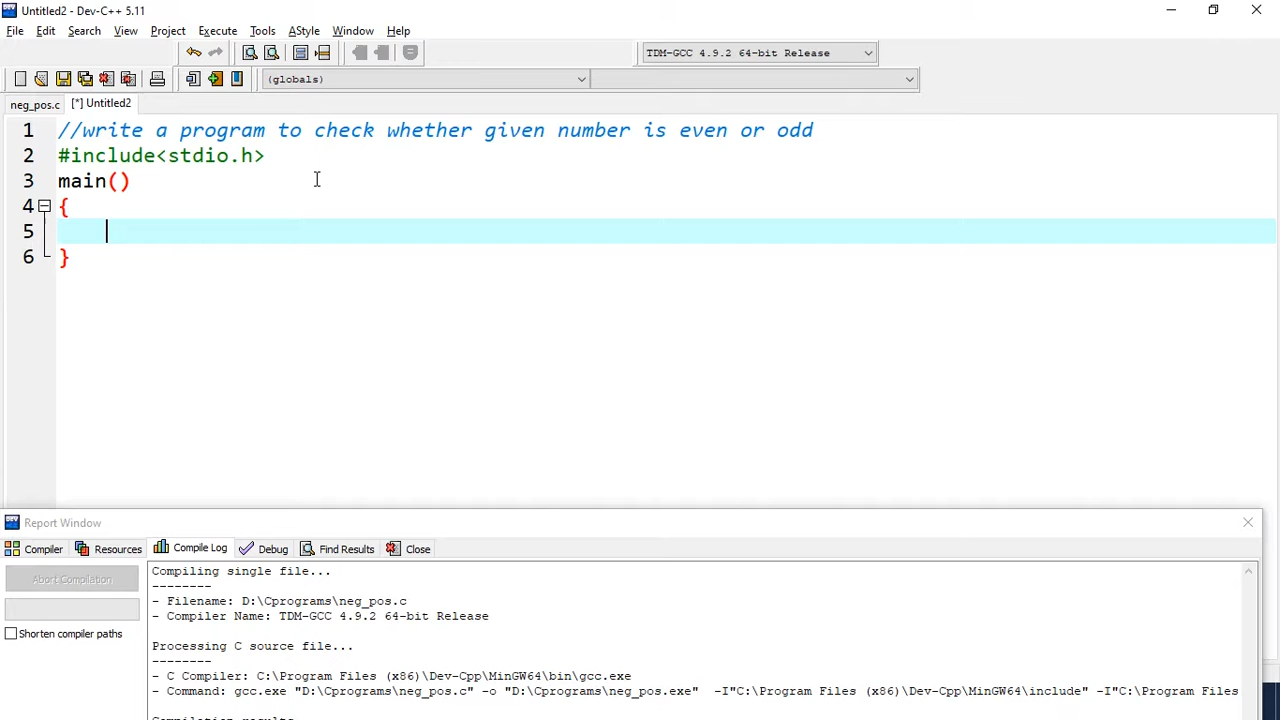 Untitled2 - Dev-C++ 5.11
File Edit Search View Project Execute Tools AStyle Window Help
TDM-GCC 4.9.2 64-bit Release
(globals)
neg_pos.c [*] Untitled2
1 //write a program to check whether given number is even or odd
2 #include<stdio.h>
3 main()
4 {
5
6 }
Report Window
Compiler Resources Compile Log Debug Find Results Close
Abort Compilation
Shorten compiler paths
Compiling single file...
--------
- Filename: D:\Cprograms\neg_pos.c
- Compiler Name: TDM-GCC 4.9.2 64-bit Release
Processing C source file...
--------
- C Compiler: C:\Program Files (x86)\Dev-Cpp\MinGW64\bin\gcc.exe
- Command: gcc.exe "D:\Cprograms\neg_pos.c" -o "D:\Cprograms\neg_pos.exe" -I"C:\Program Files (x86)\Dev-Cpp\MinGW64\include" -I"C:\Program Files
Compilation results